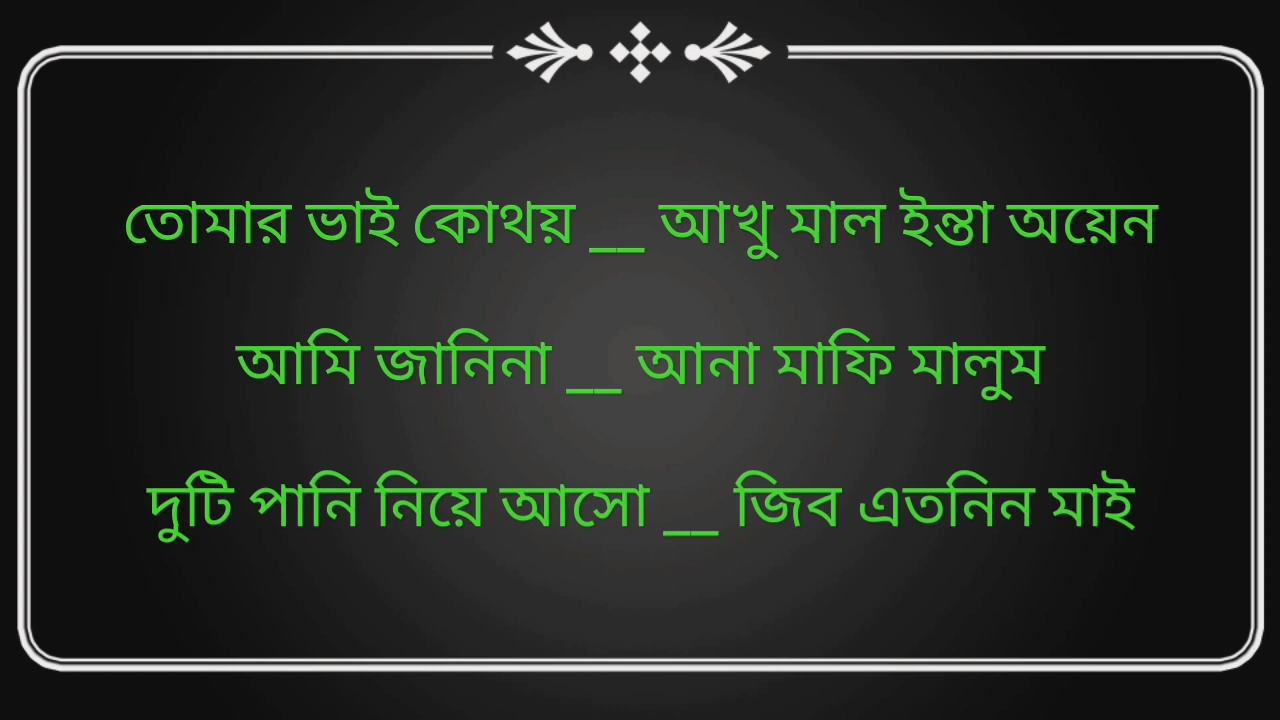 তোমার ভাই কোথয় __ আখু মাল ইন্তা অয়েন
আমি জানিনা __ আনা মাফি মালুম
দুটি পানি নিয়ে আসো __ জিব এতনিন মাই